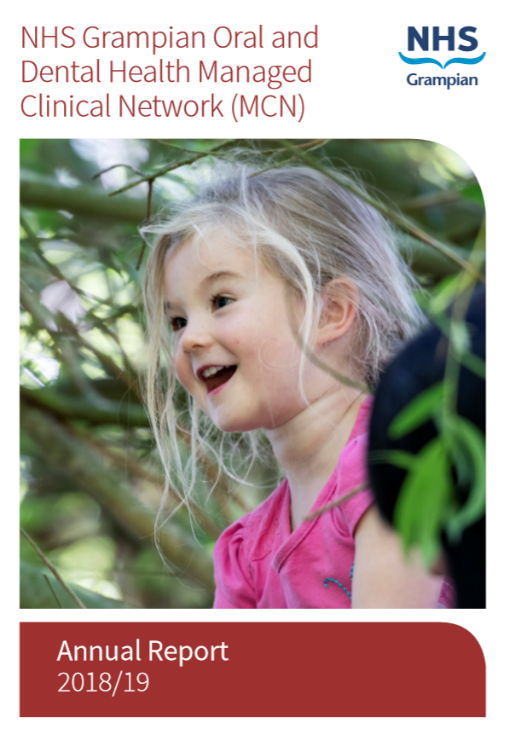 NHS Grampian Oral and
Dental Health Managed
Clinical Network (MCN)
NHS
Grampian
Annual Report
2018/19